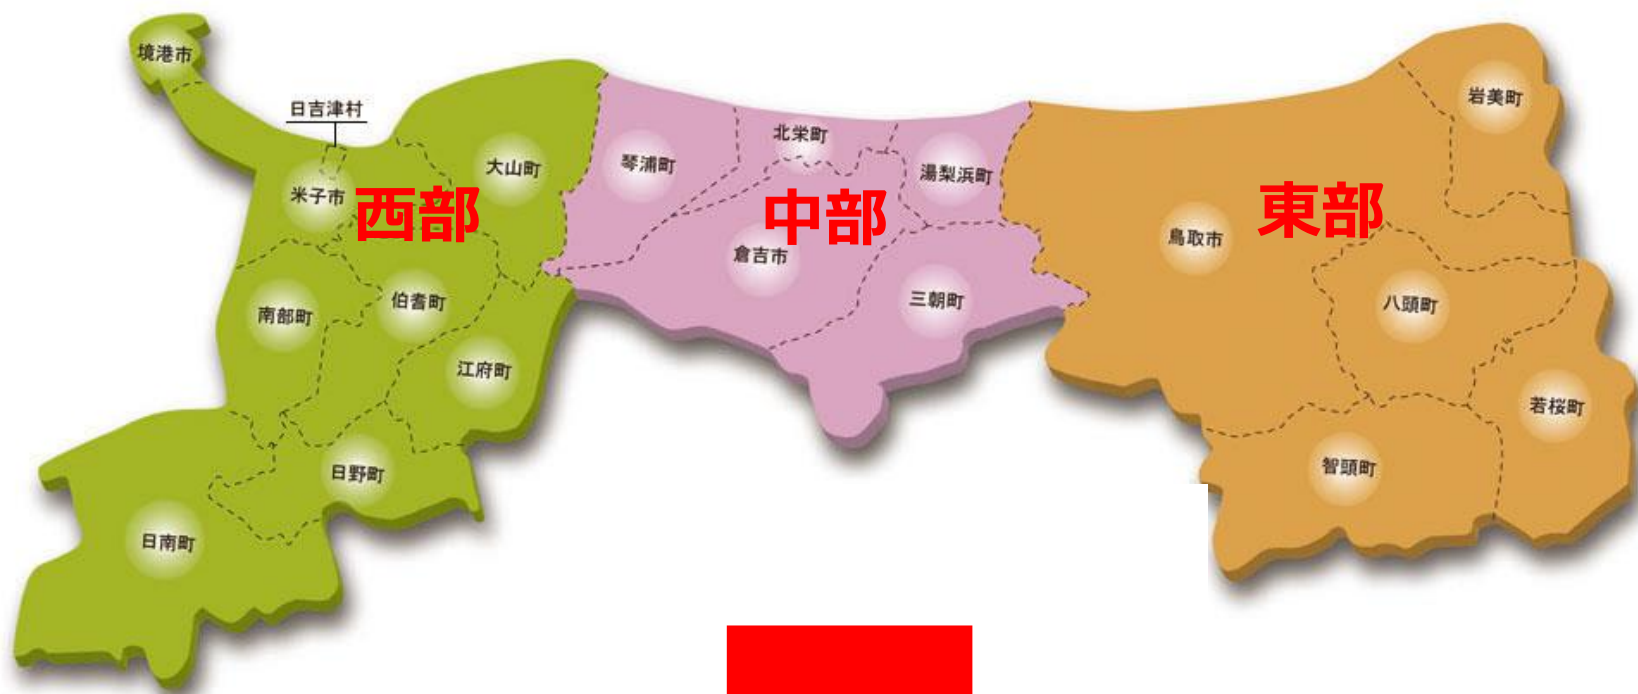 境港市
日吉津村
米子市
大山町
西部
南部町
伯耆町
江府町
日野町
日南町
琴浦町
北栄町
湯梨浜町
中部
倉吉市
三朝町
岩美町
東部
鳥取市
八頭町
若桜町
智頭町